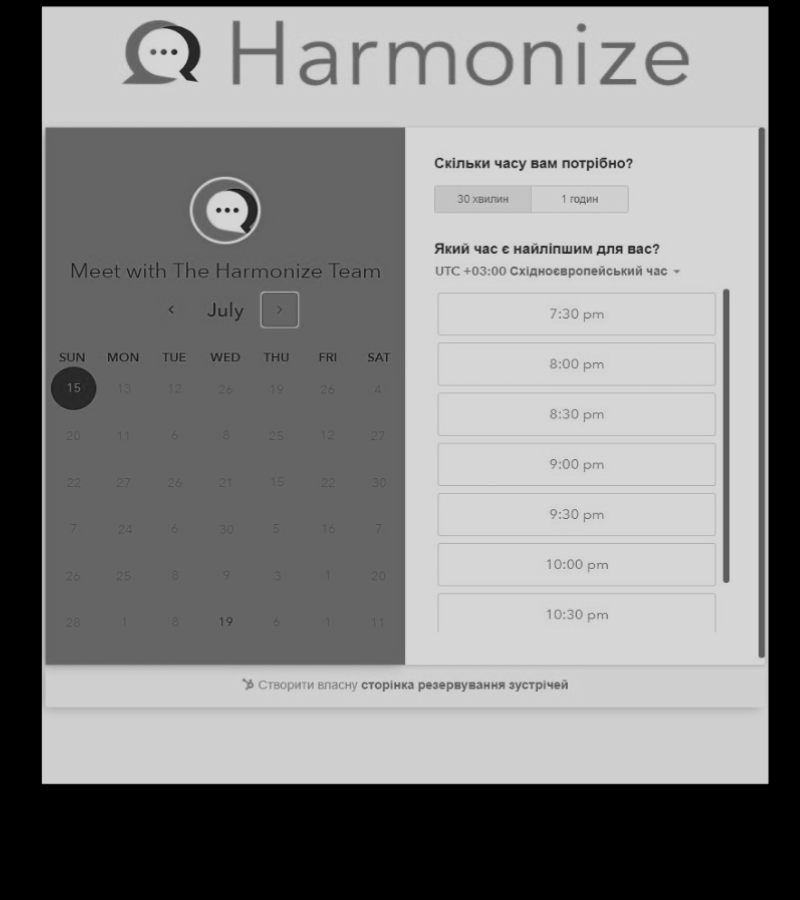 Harmonize
Meet with The Harmonize Team
July
SUN MON TUE WED THU FRI SAT
15 13 12 26 19 26 4
20 11 6 8 25 12 27
22 27 26 21 15 22 30
7 24 6 30 5 16 7
26 25 8 9 3 1 20
28 1 8 19 6 1 11
Скільки часу вам потрібно?
30 хвилин 1 годин
Який час є найліпшим для вас?
UTC +03:00 Східноєвропейський час
7:30 pm
8:00 pm
8:30 pm
9:00 pm
9:30 pm
10:00 pm
10:30 pm
Створити власну сторінка резервування зустрічей